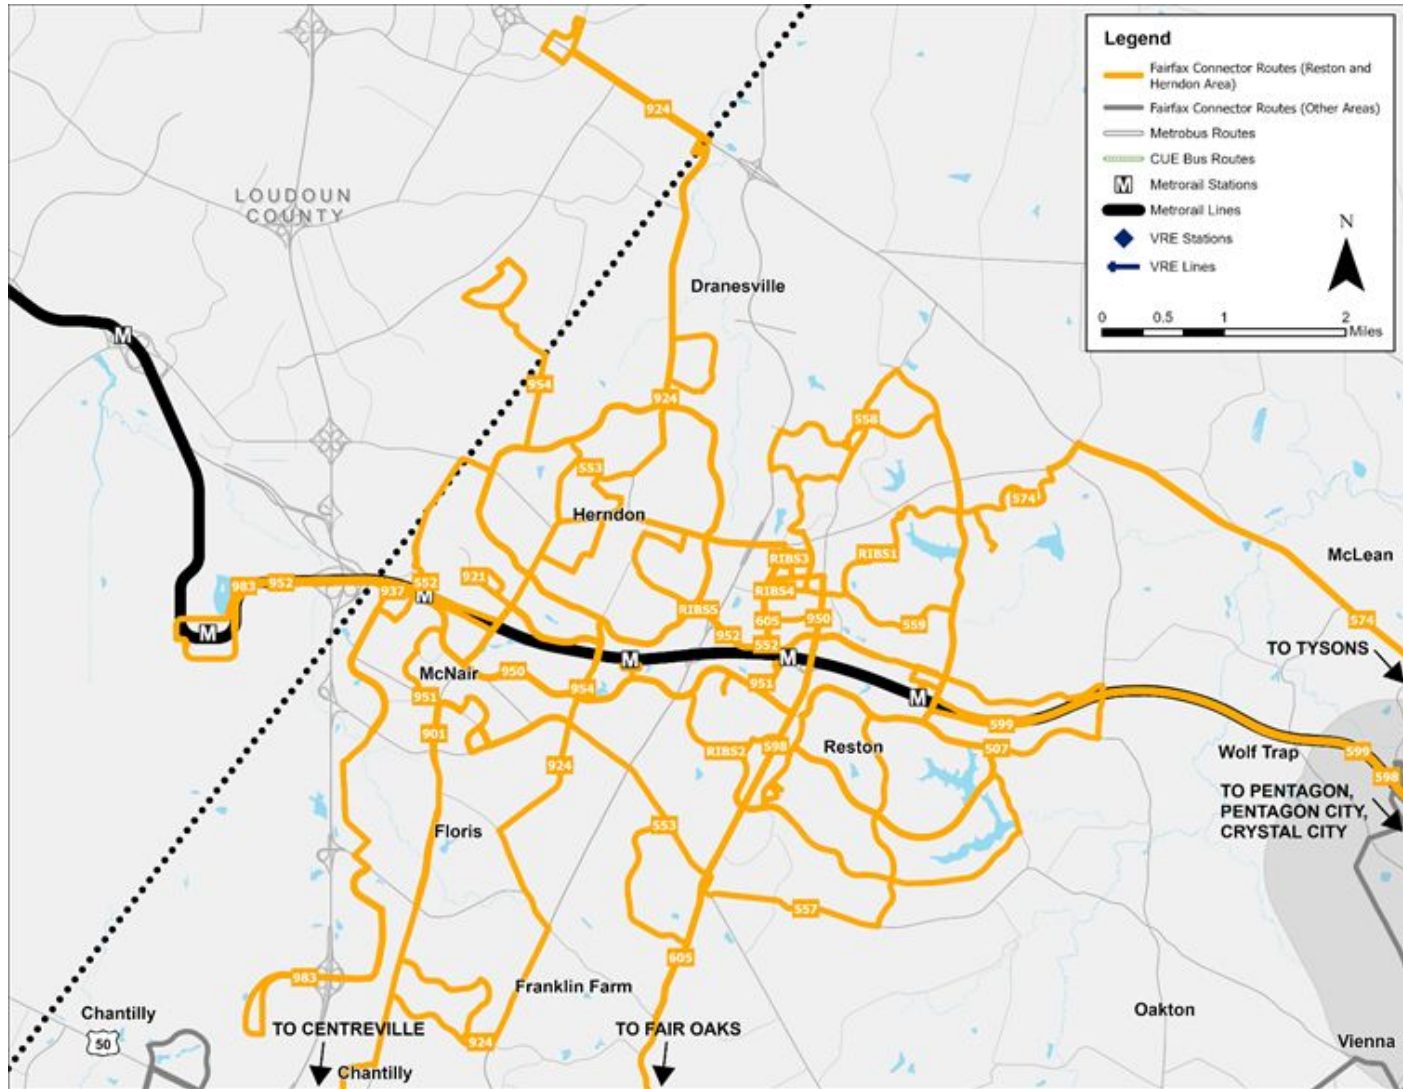 Legend
Fairfax Connector Routes (Reston and
Herndon Area)
Fairfax Connector Routes (Other Areas)
Metrobus Routes
CUE Bus Routes
M
Metrorail Stations
Metrorail Lines
VRE Stations
VRE Lines
N
0 0.5 1 2
Miles
924
LOUDOUN
COUNTY
Dranesville
M
954
924
558
553
574
Herndon
RIBS3
RIBS1
McLean
983 952
937
552
M
921
RIBS4
RIBS5
605
950
559
574
M
952
552
TO TYSONS
McNair
950
M
M
951
954
951
M
599
901
RIBS2
598
Reston
507
Wolf Trap
599
924
598
TO PENTAGON,
PENTAGON CITY,
CRYSTAL CITY
Floris
553
557
605
983
Franklin Farm
Chantilly
50
TO CENTREVILLE
TO FAIR OAKS
Oakton
924
Vienna
Chantilly